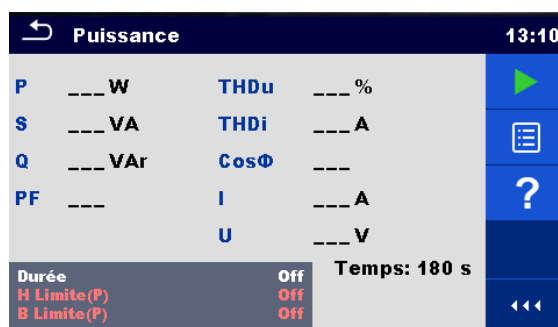 Puissance 13:10
P ___W THDu ___%
S ___VA THDi ___A
Q ___VAr CosΦ ___
PF ___ I ___A
U ___V
Temps: 180 s
Durée Off
H Limite(P) Off
B Limite(P) Off
?